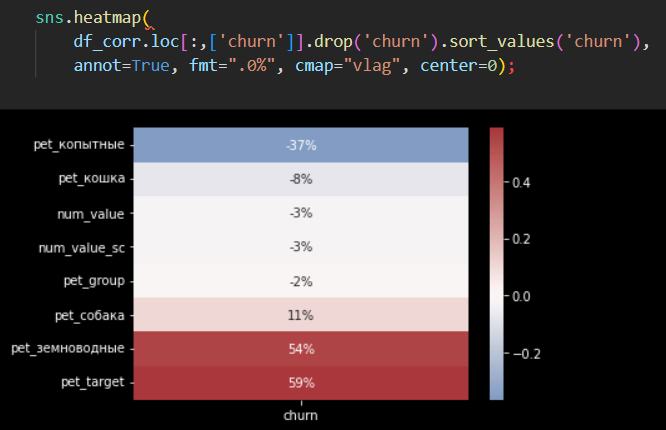 sns.heatmap(
df_corr.loc[:,['churn']].drop('churn').sort_values('churn'),
annot=True, fmt=".0%", cmap="vlag", center=0);
pet_копытные -37%
pet_кошка -8%
num_value -3%
num_value_sc -3%
pet_group -2%
pet_собака 11%
pet_земноводные 54%
pet_target 59%
churn
0.4
0.2
0.0
−0.2